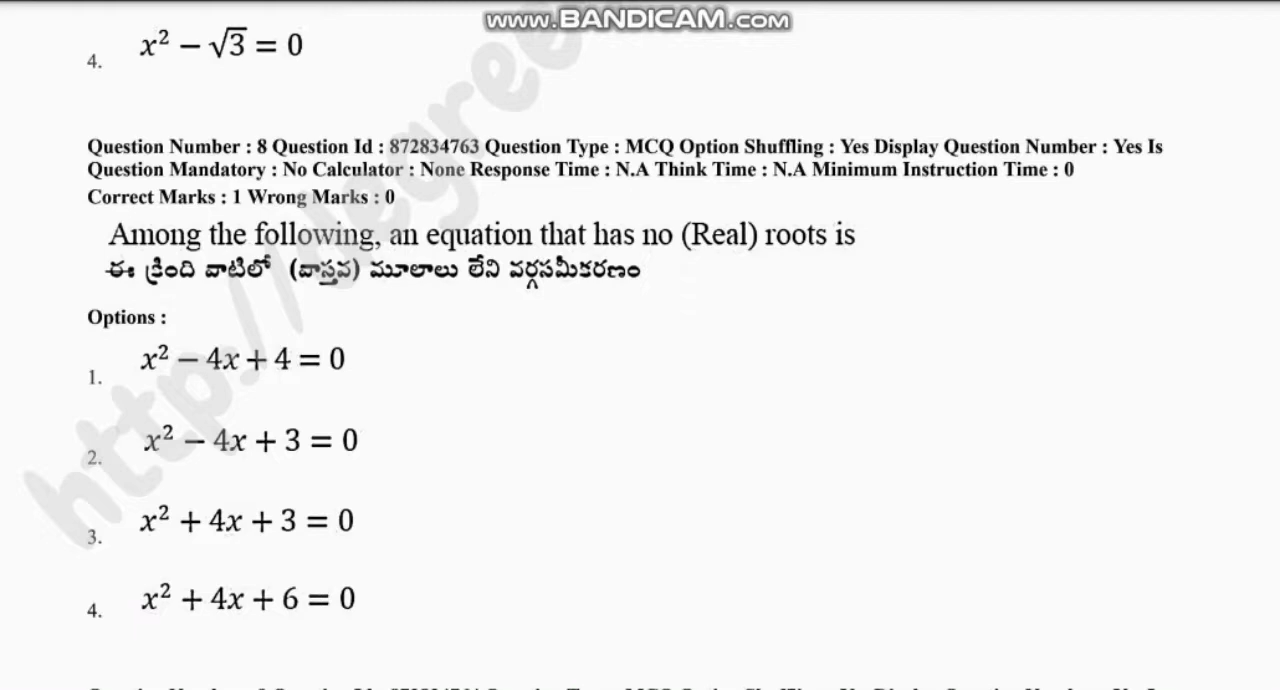 www.BANDICAM.com
4. x² − √3 = 0
Question Number : 8 Question Id : 872834763 Question Type : MCQ Option Shuffling : Yes Display Question Number : Yes Is
Question Mandatory : No Calculator : None Response Time : N.A Think Time : N.A Minimum Instruction Time : 0
Correct Marks : 1 Wrong Marks : 0
Among the following, an equation that has no (Real) roots is
ఈ క్రింది వాటిలో (వాస్తవ) మూలాలు లేని వర్గసమీకరణం
Options :
1. x² − 4x + 4 = 0
2. x² − 4x + 3 = 0
3. x² + 4x + 3 = 0
4. x² + 4x + 6 = 0
http://degree